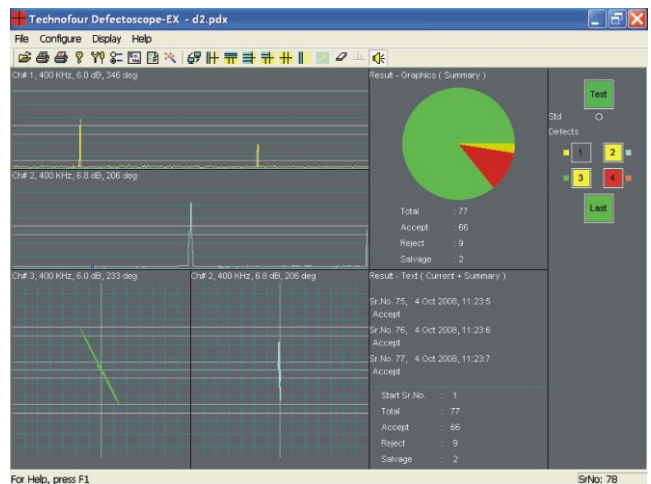 Technofour Defectoscope-EX - d2.pdx
File Configure Display Help
Ch# 1, 400 KHz, 6.0 dB, 346 deg
Ch# 2, 400 KHz, 6.8 dB, 206 deg
Ch# 3, 400 KHz, 6.0 dB, 233 deg
Ch# 2, 400 KHz, 6.8 dB, 206 deg
Result - Graphics ( Summary )
Total : 77
Accept : 66
Reject : 9
Salvage : 2
Result - Text ( Current + Summary )
Sr.No. 75, 4 Oct 2008, 11:23:5
Accept
Sr.No. 76, 4 Oct 2008, 11:23:6
Accept
Sr.No. 77, 4 Oct 2008, 11:23:7
Accept
Start Sr.No. : 1
Total : 77
Accept : 66
Reject : 9
Salvage : 2
Test
Std
Defects
1 2
3 4
Last
For Help, press F1
SrNo: 78